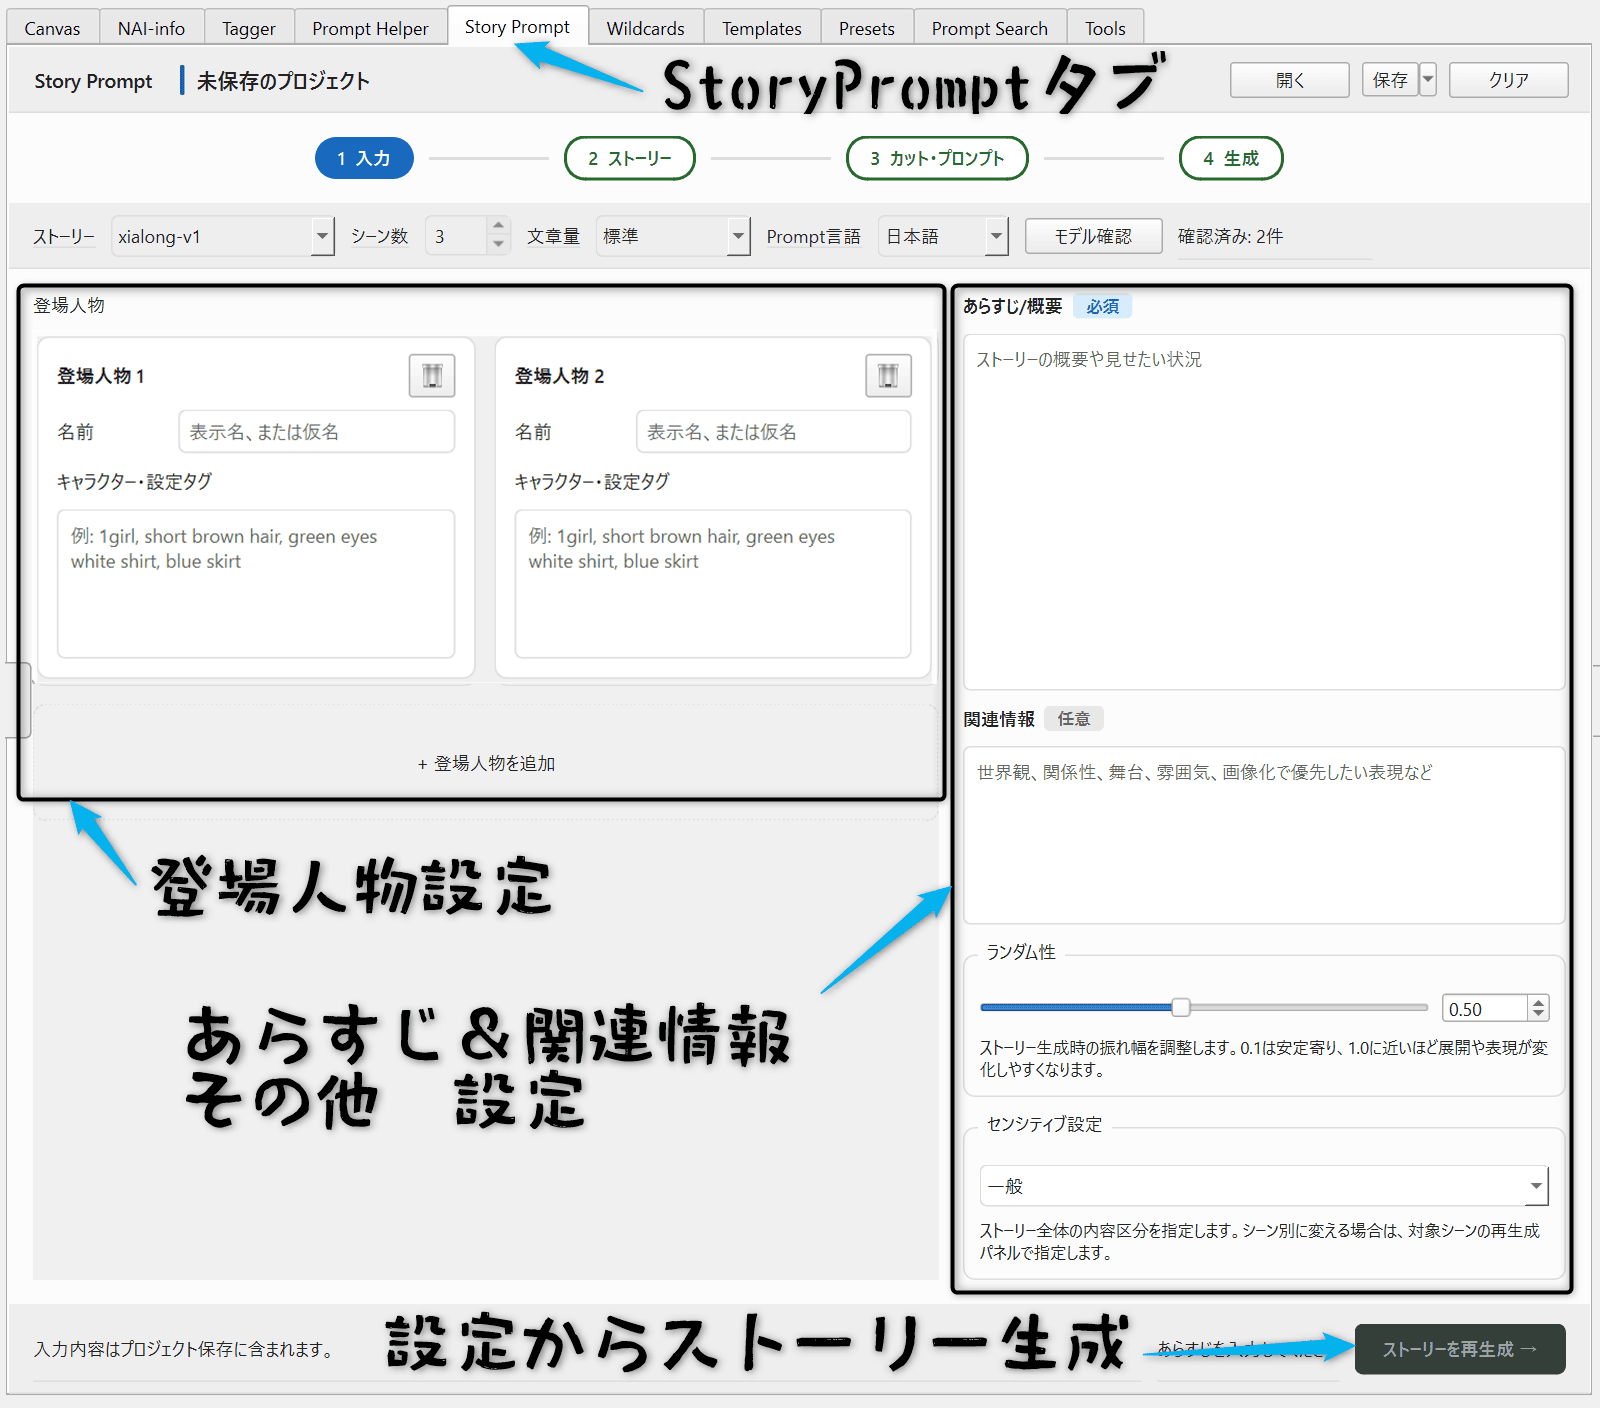 Canvas NAI-info Tagger Prompt Helper Story Prompt Wildcards Templates Presets Prompt Search Tools
Story Prompt 未保存のプロジェクト
StoryPromptタブ
開く 保存 クリア
1 入力 2 ストーリー 3 カット・プロンプト 4 生成
ストーリー xialong-v1 シーン数 3 文章量 標準 Prompt言語 日本語 モデル確認 確認済み: 2件
登場人物
登場人物 1
名前 表示名、または仮名
キャラクター・設定タグ
例: 1girl, short brown hair, green eyes
white shirt, blue skirt
登場人物 2
名前 表示名、または仮名
キャラクター・設定タグ
例: 1girl, short brown hair, green eyes
white shirt, blue skirt
+ 登場人物を追加
登場人物設定
あらすじ&関連情報
その他 設定
あらすじ/概要 必須
ストーリーの概要や見せたい状況
関連情報 任意
世界観、関係性、舞台、雰囲気、画像化で優先したい表現など
ランダム性
0.50
ストーリー生成時の振れ幅を調整します。0.1は安定寄り、1.0に近いほど展開や表現が変
化しやすくなります。
センシティブ設定
一般
ストーリー全体の内容区分を指定します。シーン別に変える場合は、対象シーンの再生成
パネルで指定します。
入力内容はプロジェクト保存に含まれます。
設定からストーリー生成
ストーリーを再生成 →